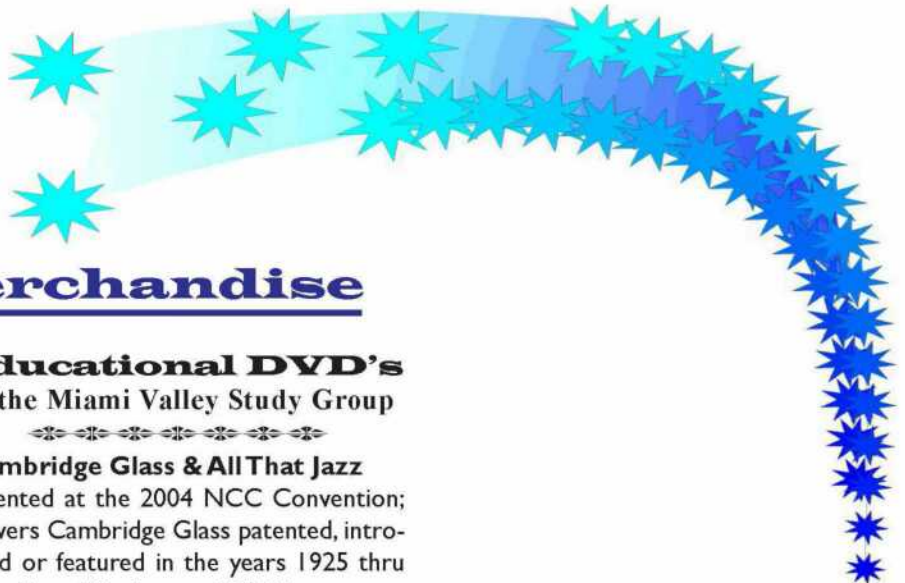 erchandise
ducational DVD's
the Miami Valley Study Group
mbridge Glass & All That Jazz
ented at the 2004 NCC Convention;
vers Cambridge Glass patented, intro-
d or featured in the years 1925 thru